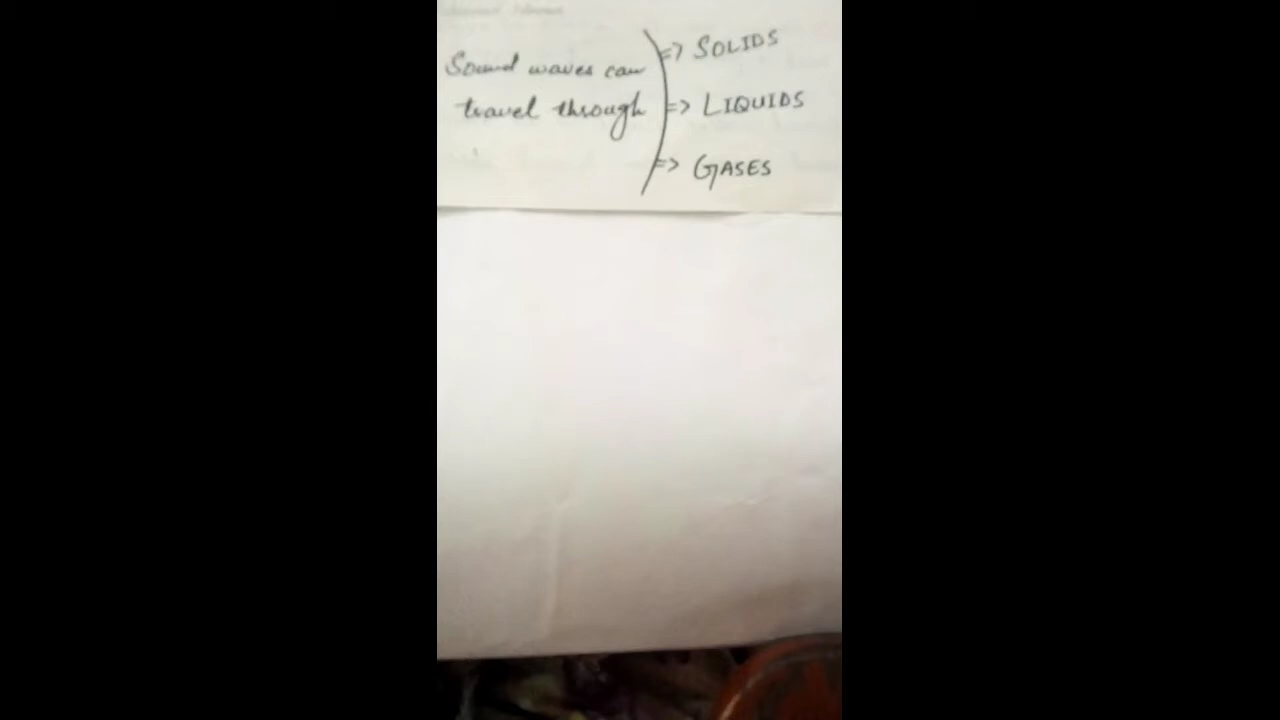 Sound waves can
travel through
=> SOLIDS
=> LIQUIDS
=> GASES